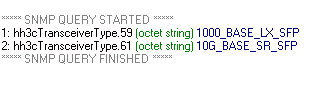 ***** SNMP QUERY STARTED *****
1: hh3cTransceiverType.59 (octet string) 1000_BASE_LX_SFP
2: hh3cTransceiverType.61 (octet string) 10G_BASE_SR_SFP
***** SNMP QUERY FINISHED *****